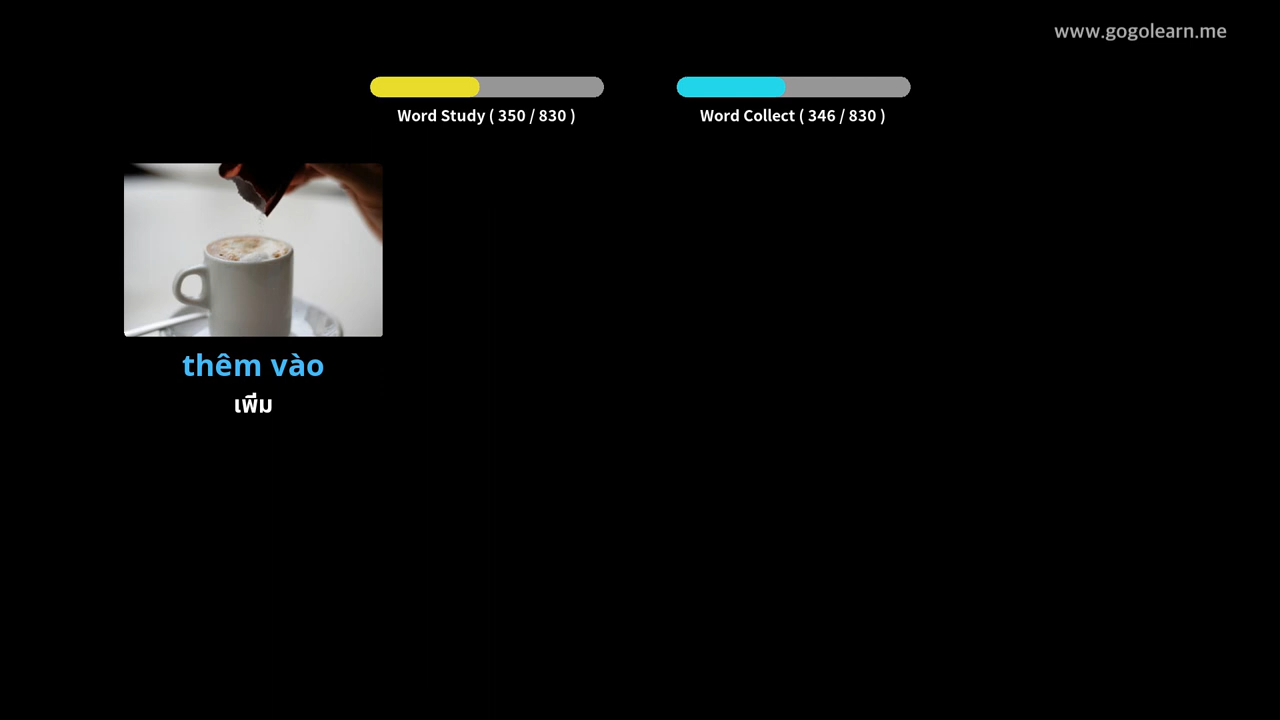 www.gogolearn.me
Word Study ( 350 / 830 )
Word Collect ( 346 / 830 )
thêm vào
เพิ่ม